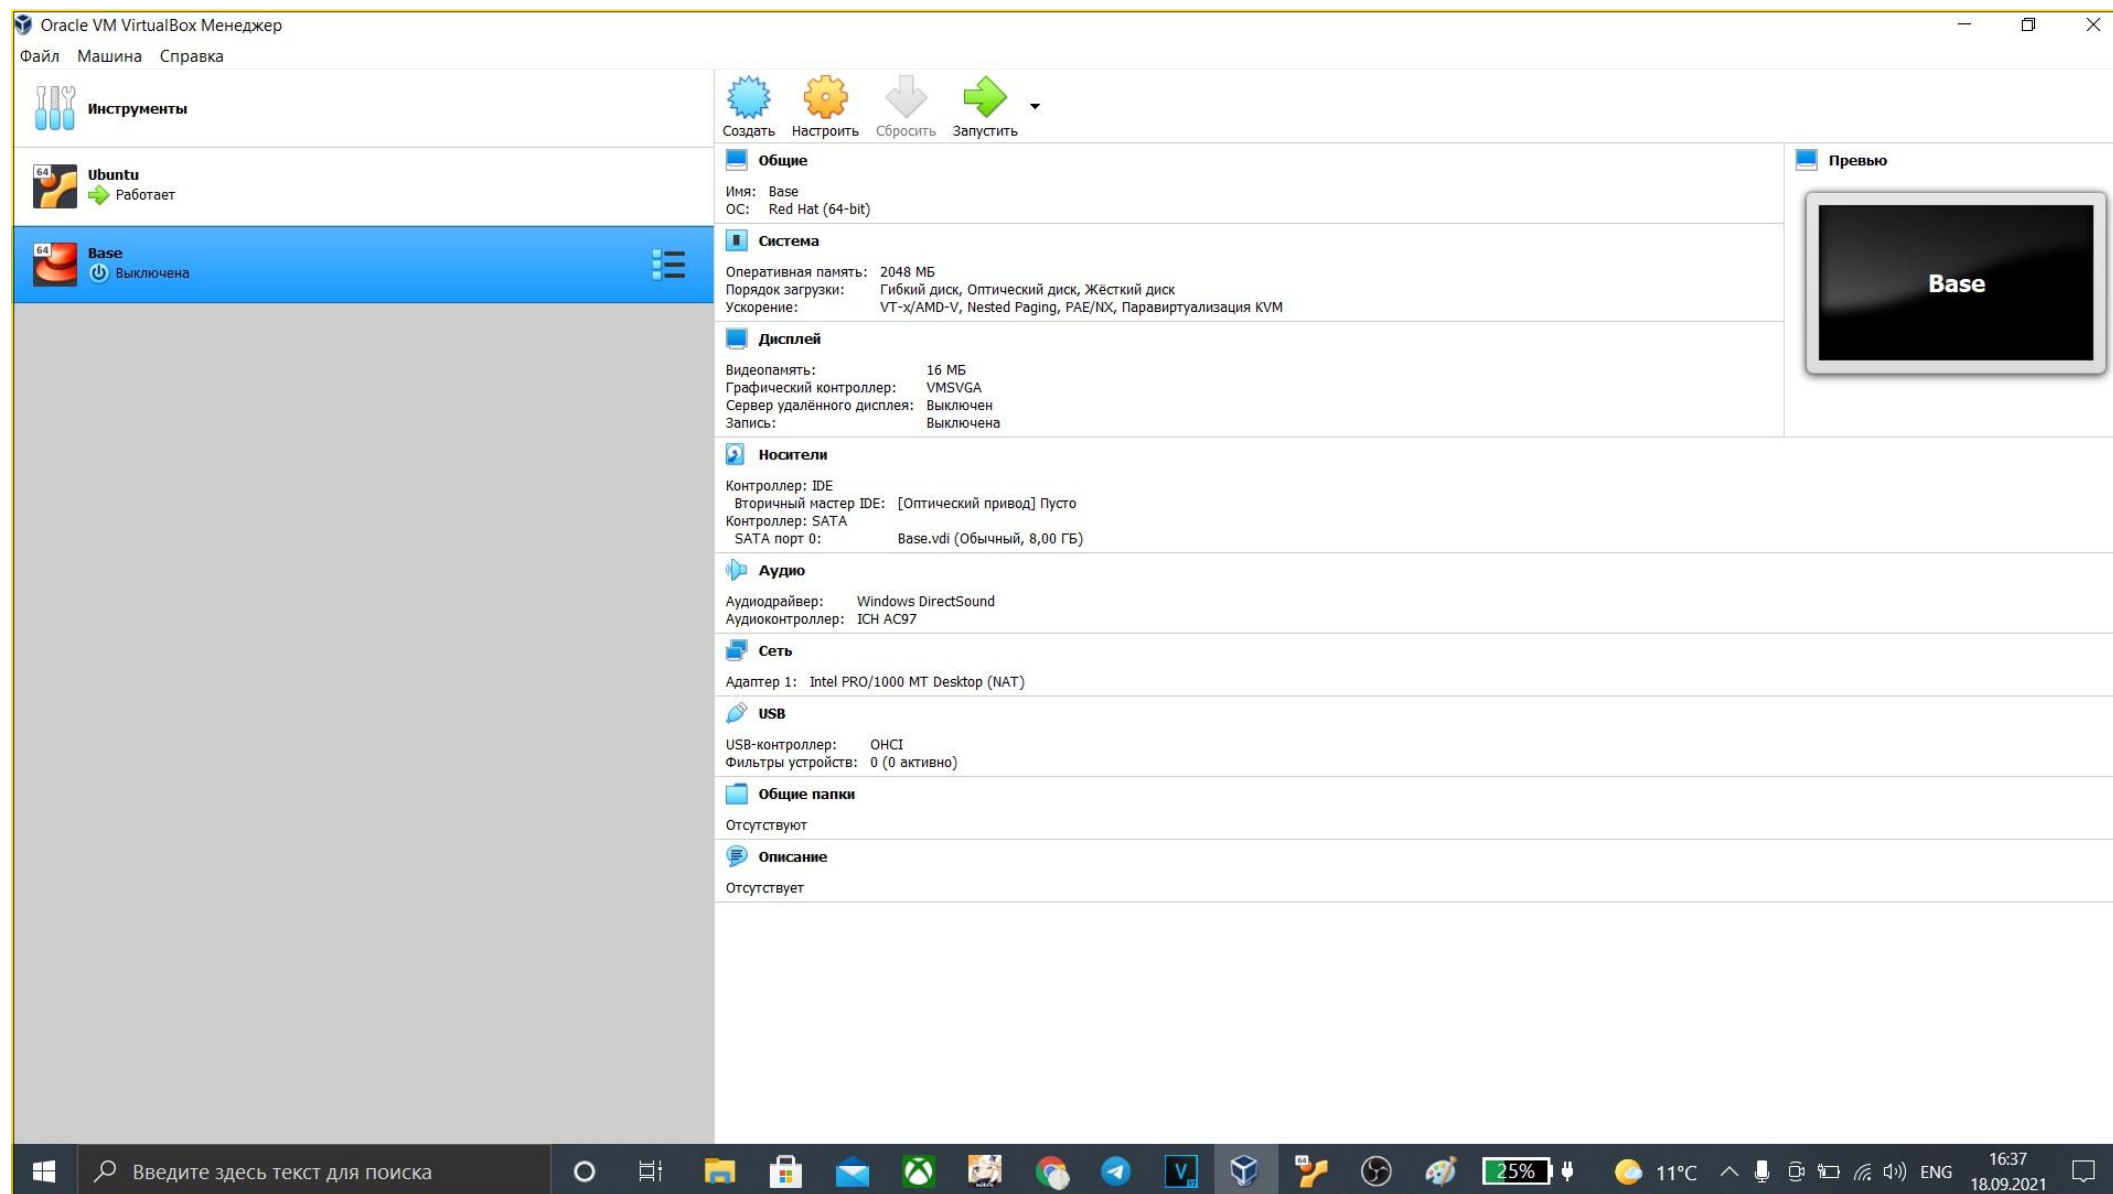 Oracle VM VirtualBox Менеджер
Файл Машина Справка
Инструменты
64
Ubuntu
Работает
64
Base
Выключена
Создать Настроить Сбросить Запустить
Общие
Имя: Base
ОС: Red Hat (64-bit)
Система
Оперативная память: 2048 МБ
Порядок загрузки: Гибкий диск, Оптический диск, Жёсткий диск
Ускорение: VT-x/AMD-V, Nested Paging, PAE/NX, Паравиртуализация KVM
Дисплей
Видеопамять: 16 МБ
Графический контроллер: VMSVGA
Сервер удалённого дисплея: Выключен
Запись: Выключена
Превью
Base
Носители
Контроллер: IDE
Вторичный мастер IDE: [Оптический привод] Пусто
Контроллер: SATA
SATA порт 0: Base.vdi (Обычный, 8,00 ГБ)
Аудио
Аудиодрайвер: Windows DirectSound
Аудиоконтроллер: ICH AC97
Сеть
Адаптер 1: Intel PRO/1000 MT Desktop (NAT)
USB
USB-контроллер: OHCI
Фильтры устройств: 0 (0 активно)
Общие папки
Отсутствуют
Описание
Отсутствует
Введите здесь текст для поиска
25%
11°C
ENG
16:37
18.09.2021